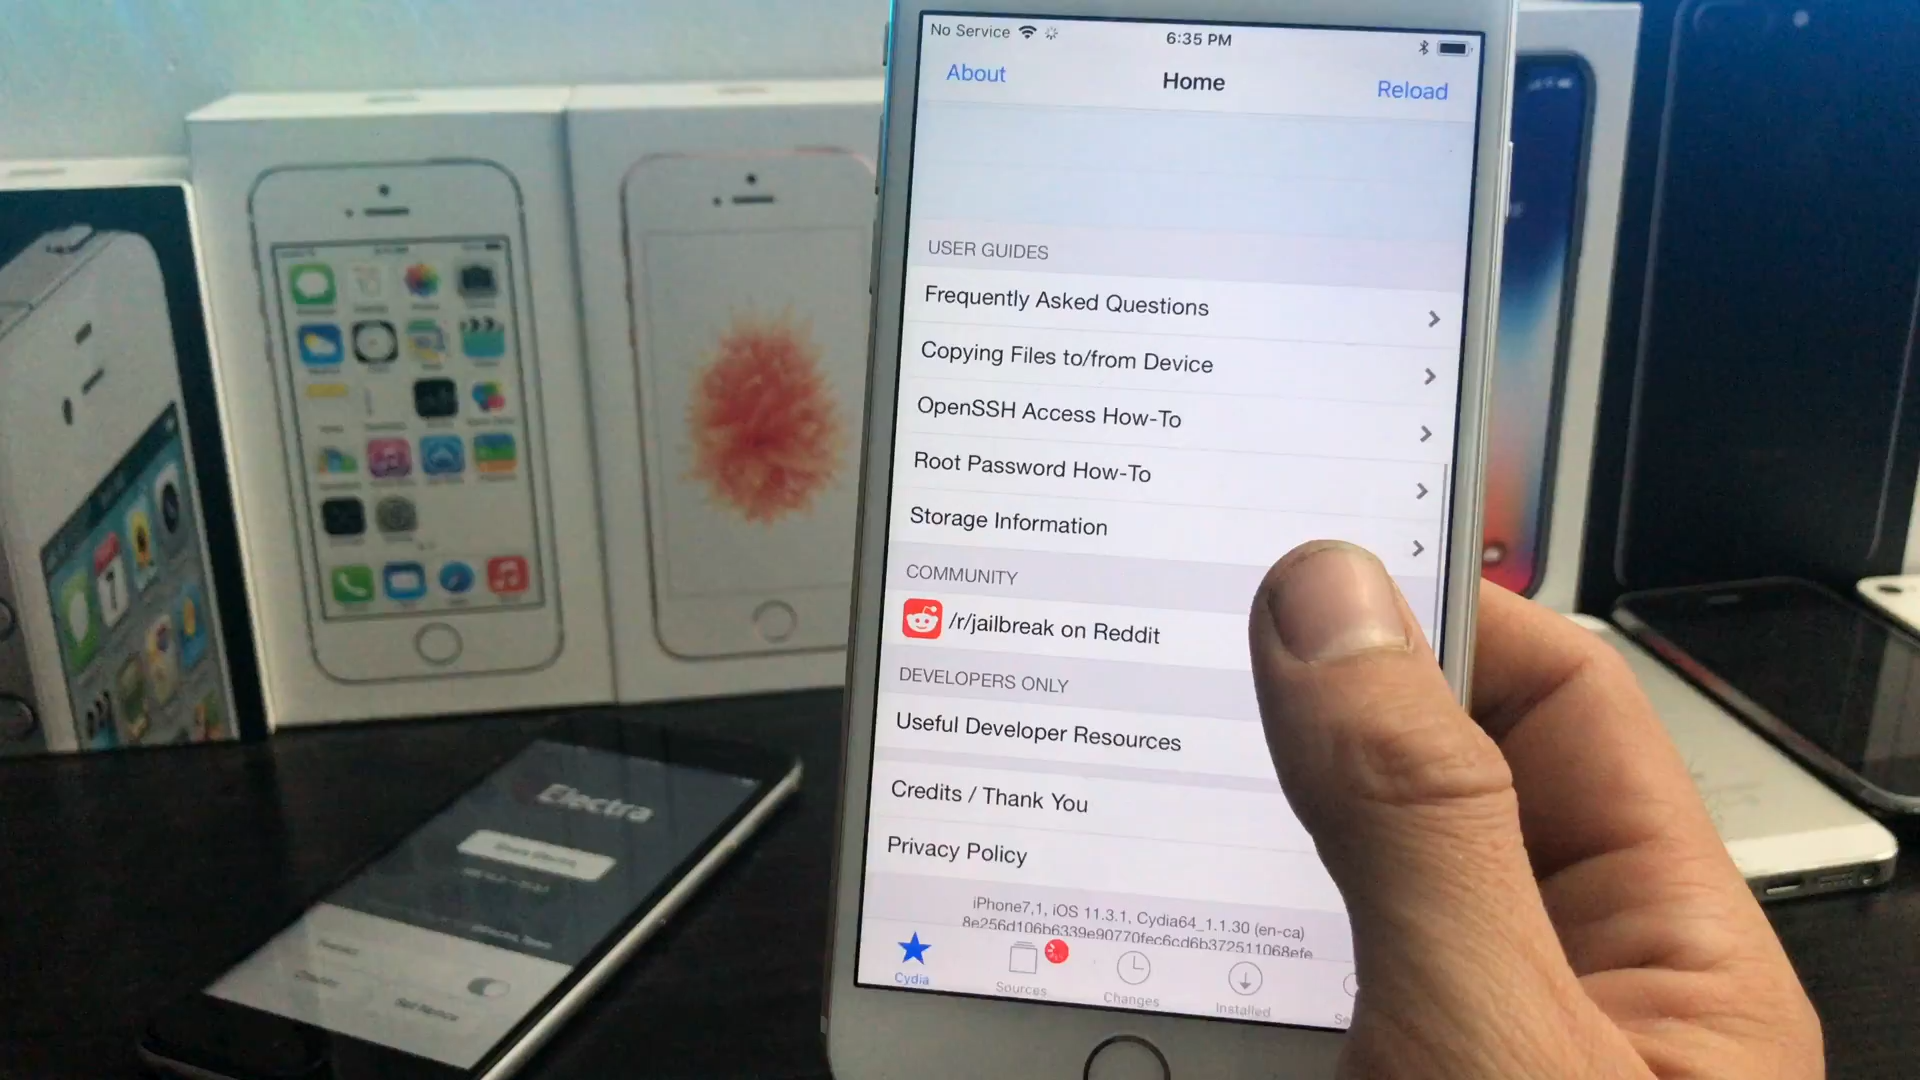 No Service
6:35 PM
About
Home
Reload
USER GUIDES
Frequently Asked Questions
Copying Files to/from Device
OpenSSH Access How-To
Root Password How-To
Storage Information
COMMUNITY
/r/jailbreak on Reddit
DEVELOPERS ONLY
Useful Developer Resources
Credits / Thank You
Privacy Policy
iPhone7,1, iOS 11.3.1, Cydia64_1.1.30 (en-ca)
8e256d106b6339e90770fec6cd6b372511068efe
Cydia
Sources
Changes
Installed
Se
Electra